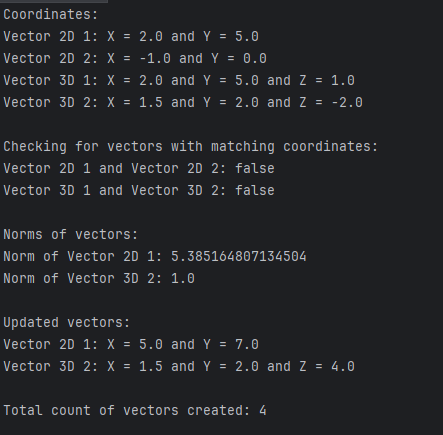 Coordinates:
Vector 2D 1: X = 2.0 and Y = 5.0
Vector 2D 2: X = -1.0 and Y = 0.0
Vector 3D 1: X = 2.0 and Y = 5.0 and Z = 1.0
Vector 3D 2: X = 1.5 and Y = 2.0 and Z = -2.0
Checking for vectors with matching coordinates:
Vector 2D 1 and Vector 2D 2: false
Vector 3D 1 and Vector 3D 2: false
Norms of vectors:
Norm of Vector 2D 1: 5.385164807134504
Norm of Vector 3D 2: 1.0
Updated vectors:
Vector 2D 1: X = 5.0 and Y = 7.0
Vector 3D 2: X = 1.5 and Y = 2.0 and Z = 4.0
Total count of vectors created: 4